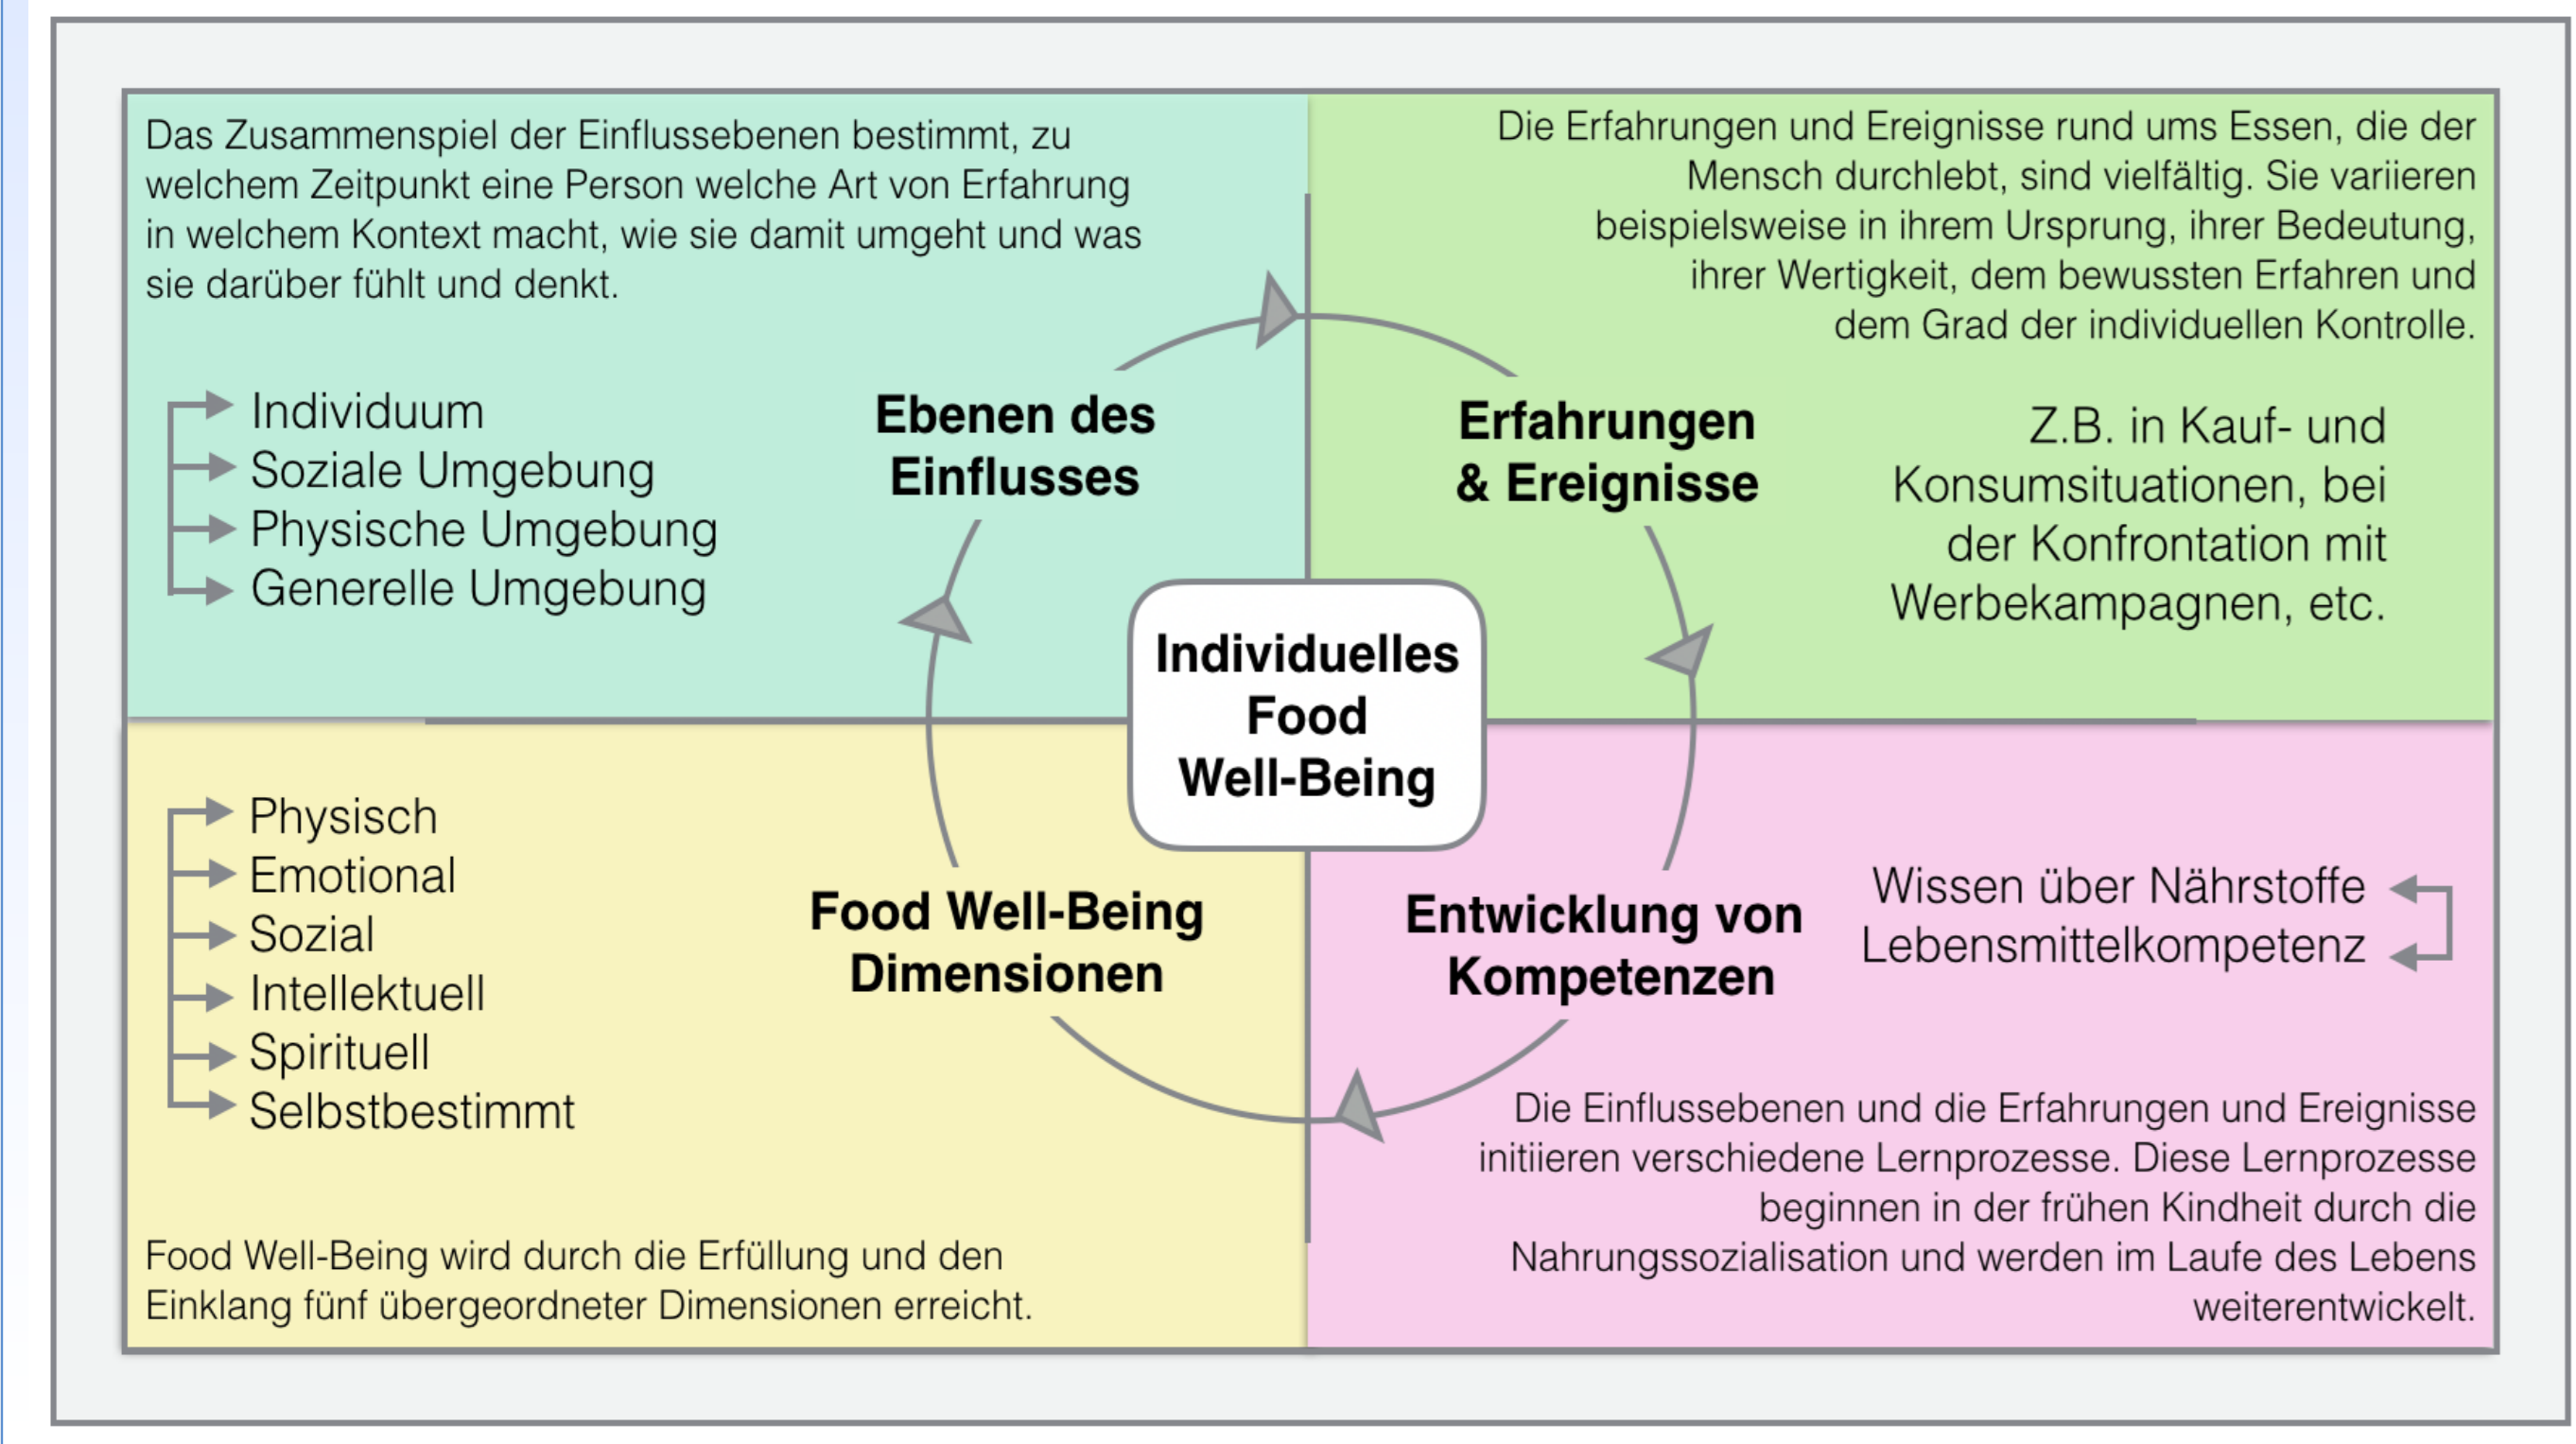 Das Zusammenspiel der Einflussebenen bestimmt, zu
welchem Zeitpunkt eine Person welche Art von Erfahrung
in welchem Kontext macht, wie sie damit umgeht und was
sie darüber fühlt und denkt.
Individuum
Soziale Umgebung
Physische Umgebung
Generelle Umgebung
Ebenen des
Einflusses
Die Erfahrungen und Ereignisse rund ums Essen, die der
Mensch durchlebt, sind vielfältig. Sie variieren
beispielsweise in ihrem Ursprung, ihrer Bedeutung,
ihrer Wertigkeit, dem bewussten Erfahren und
dem Grad der individuellen Kontrolle.
Erfahrungen
& Ereignisse
Z.B. in Kauf- und
Konsumsituationen, bei
der Konfrontation mit
Werbekampagnen, etc.
Individuelles
Food
Well-Being
Physisch
Emotional
Sozial
Intellektuell
Spirituell
Selbstbestimmt
Food Well-Being
Dimensionen
Food Well-Being wird durch die Erfüllung und den
Einklang fünf übergeordneter Dimensionen erreicht.
Entwicklung von
Kompetenzen
Wissen über Nährstoffe
Lebensmittelkompetenz
Die Einflussebenen und die Erfahrungen und Ereignisse
initiieren verschiedene Lernprozesse. Diese Lernprozesse
beginnen in der frühen Kindheit durch die
Nahrungssozialisation und werden im Laufe des Lebens
weiterentwickelt.